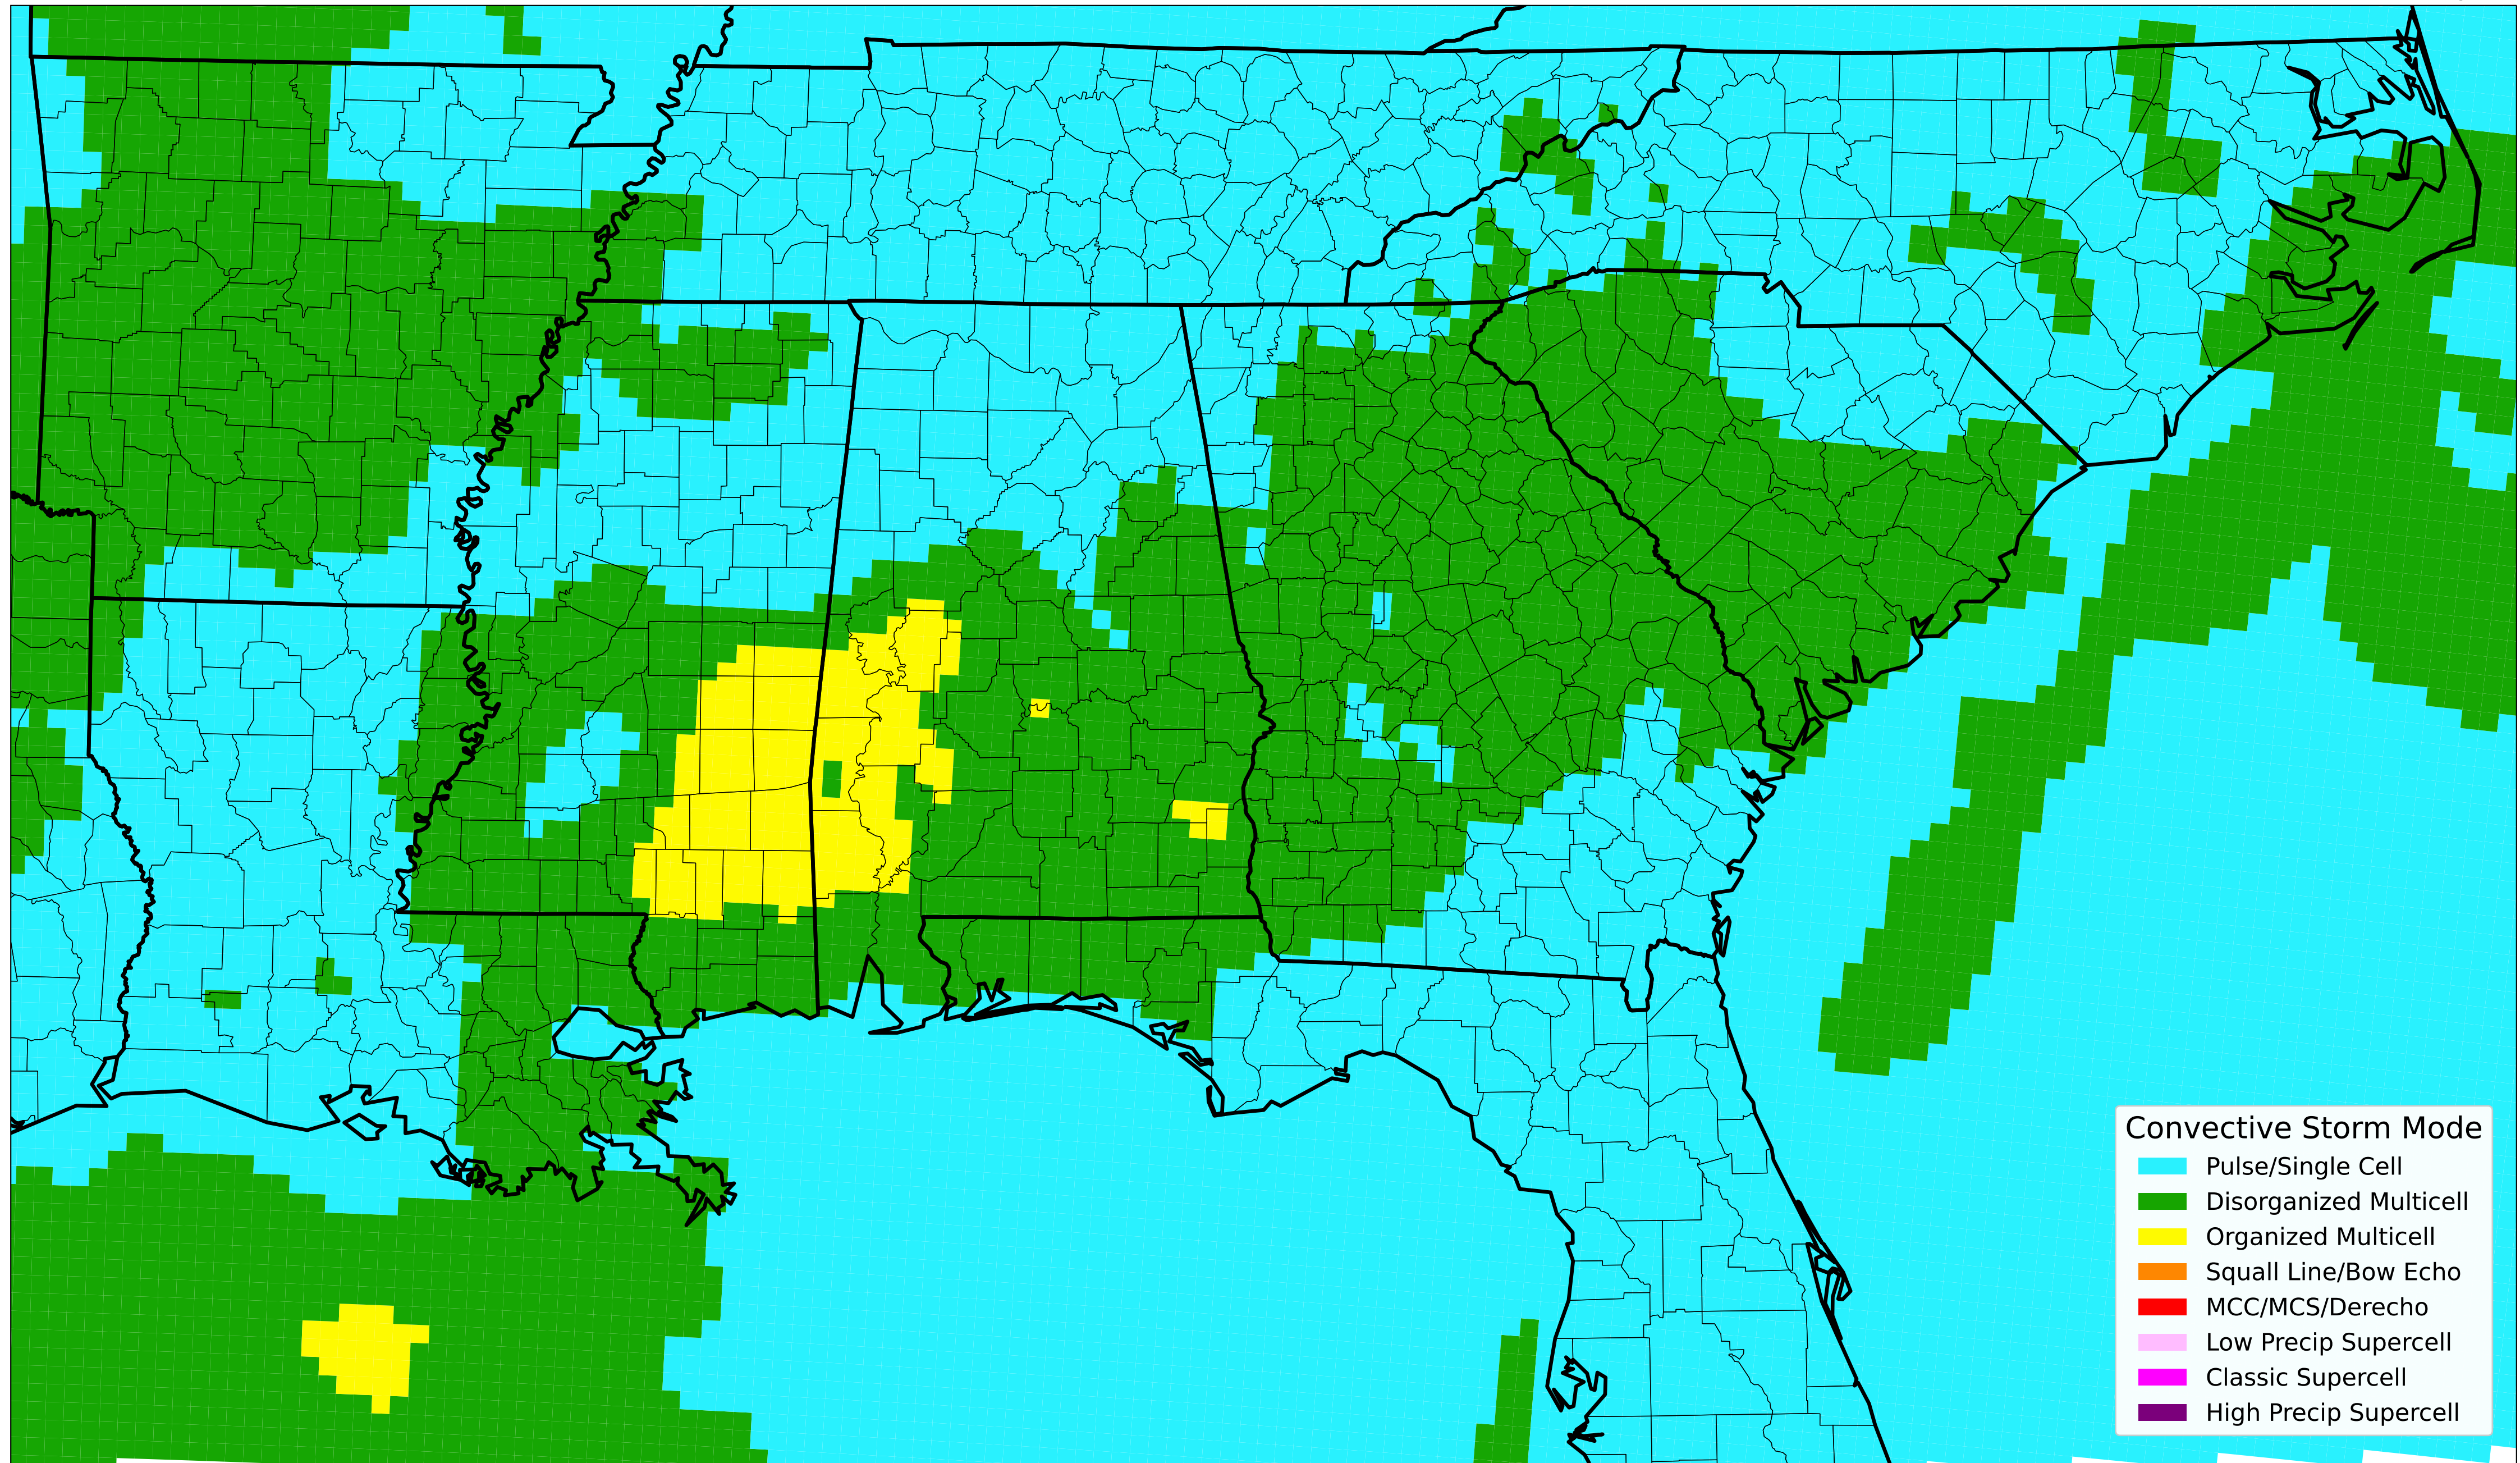 Convective Storm Mode
Pulse/Single Cell
Disorganized Multicell
Organized Multicell
Squall Line/Bow Echo
MCC/MCS/Derecho
Low Precip Supercell
Classic Supercell
High Precip Supercell